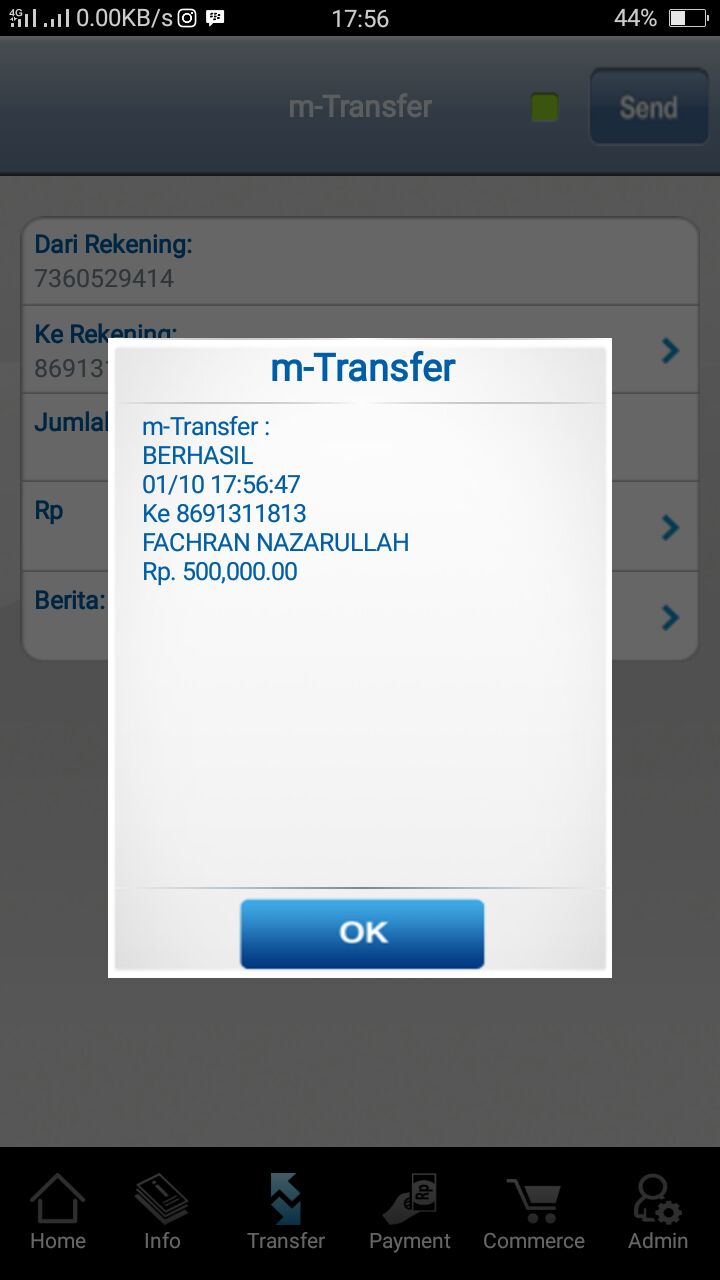 4G 0.00KB/s 17:56 44%
m-Transfer Send
Dari Rekening:
7360529414
Ke Rekening:
86913
m-Transfer
m-Transfer :
BERHASIL
01/10 17:56:47
Ke 8691311813
FACHRAN NAZARULLAH
Rp. 500,000.00
Jumlah
Rp
Berita:
OK
Home Info Transfer Payment Commerce Admin